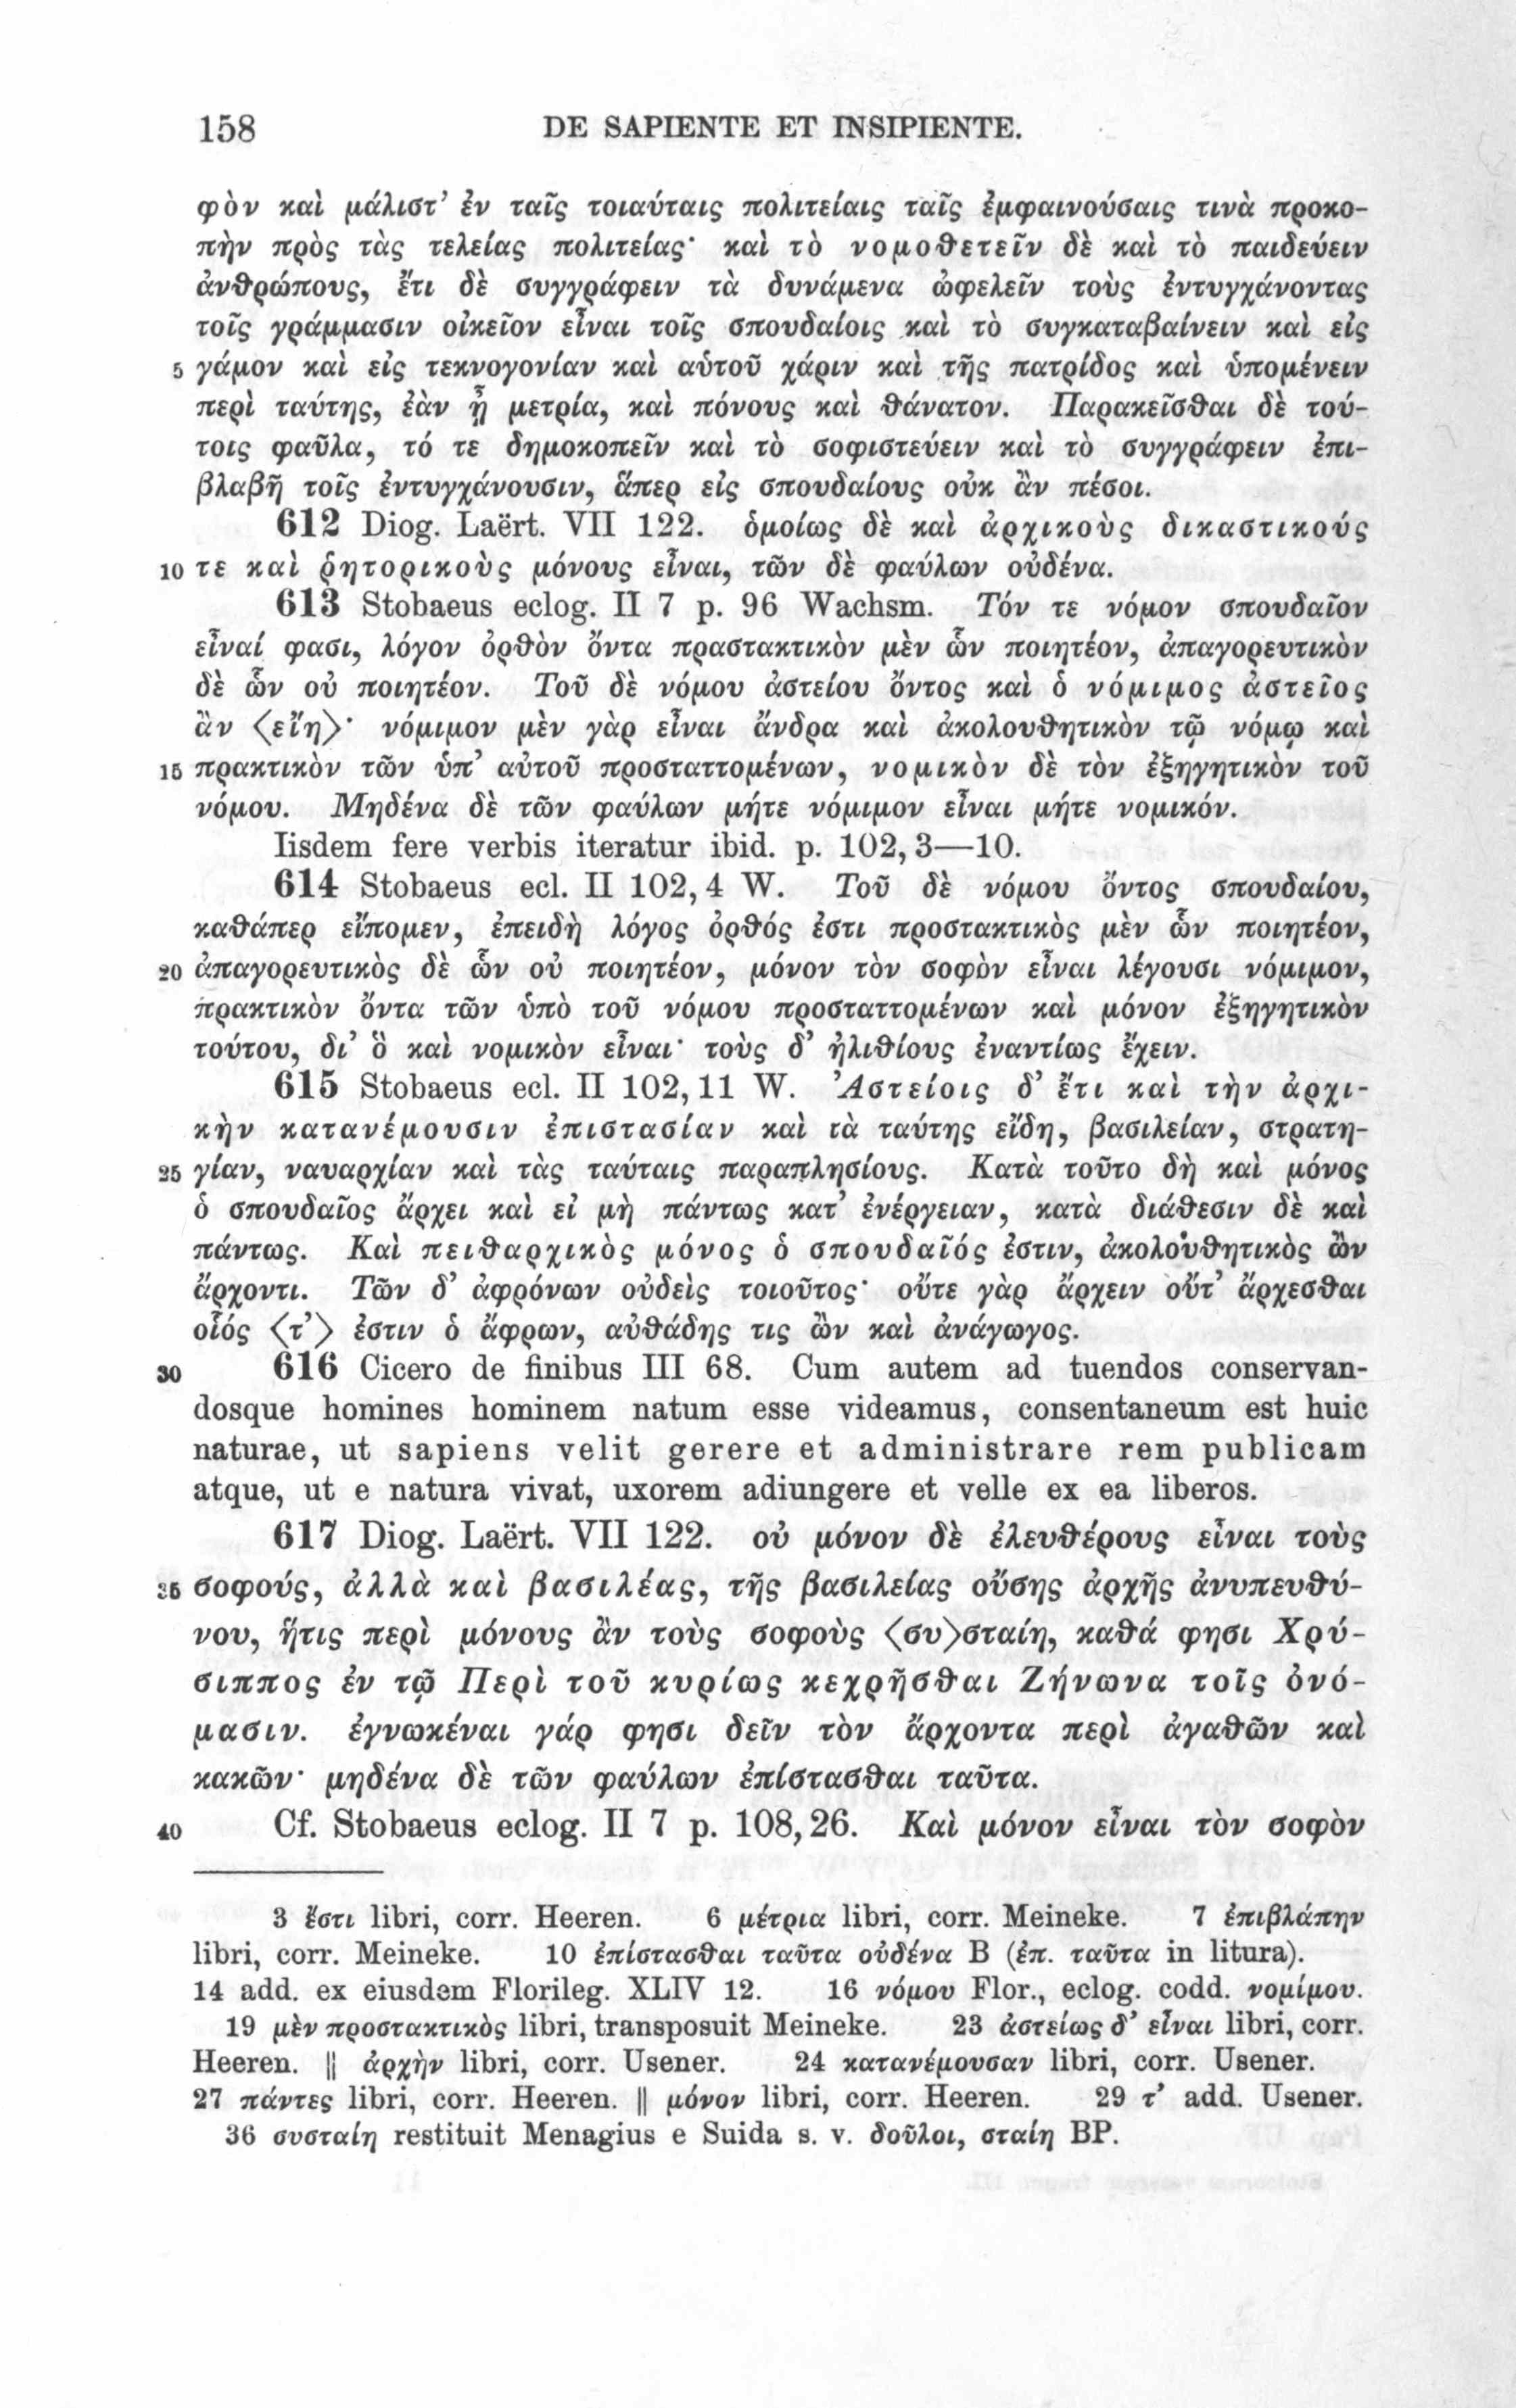 158 DE SAPIENTE ET INSIPIENTE.
φὸν καὶ μάλιστ’ ἐν ταῖς τοιαύταις πολιτείαις ταῖς ἐμφαινούσαις τινὰ προκο-
πὴν πρὸς τὰς τελείας πολιτείας· καὶ τὸ νομοθετεῖν δὲ καὶ τὸ παιδεύειν
ἀνθρώπους, ἔτι δὲ συγγράφειν τὰ δυνάμενα ὠφελεῖν τοὺς ἐντυγχάνοντας
τοῖς γράμμασιν οἰκεῖον εἶναι τοῖς σπουδαίοις καὶ τὸ συγκαταβαίνειν καὶ εἰς
5 γάμον καὶ εἰς τεκνογονίαν καὶ αὑτοῦ χάριν καὶ τῆς πατρίδος καὶ ὑπομένειν
περὶ ταύτης, ἐὰν ᾖ μετρία, καὶ πόνους καὶ θάνατον. Παρακεῖσθαι δὲ τού-
τοις φαῦλα, τό τε δημοκοπεῖν καὶ τὸ σοφιστεύειν καὶ τὸ συγγράφειν ἐπι-
βλαβῆ τοῖς ἐντυγχάνουσιν, ἅπερ εἰς σπουδαίους οὐκ ἂν πέσοι.
612 Diog. Laërt. VII 122. ὁμοίως δὲ καὶ ἀρχικοὺς δικαστικούς
10 τε καὶ ῥητορικοὺς μόνους εἶναι, τῶν δὲ φαύλων οὐδένα.
613 Stobaeus eclog. II 7 p. 96 Wachsm. Τόν τε νόμον σπουδαῖον
εἶναί φασι, λόγον ὀρθὸν ὄντα πραστακτικὸν μὲν ὧν ποιητέον, ἀπαγορευτικὸν
δὲ ὧν οὐ ποιητέον. Τοῦ δὲ νόμου ἀστείου ὄντος καὶ ὁ νόμιμος ἀστεῖος
ἂν ⟨εἴη⟩· νόμιμον μὲν γὰρ εἶναι ἄνδρα καὶ ἀκολουθητικὸν τῷ νόμῳ καὶ
15 πρακτικὸν τῶν ὑπ’ αὐτοῦ προσταττομένων, νομικὸν δὲ τὸν ἐξηγητικὸν τοῦ
νόμου. Μηδένα δὲ τῶν φαύλων μήτε νόμιμον εἶναι μήτε νομικόν.
Iisdem fere verbis iteratur ibid. p. 102, 3—10.
614 Stobaeus ecl. II 102, 4 W. Τοῦ δὲ νόμου ὄντος σπουδαίου,
καθάπερ εἴπομεν, ἐπειδὴ λόγος ὀρθός ἐστι προστακτικὸς μὲν ὧν ποιητέον,
20 ἀπαγορευτικὸς δὲ ὧν οὐ ποιητέον, μόνον τὸν σοφὸν εἶναι λέγουσι νόμιμον,
πρακτικὸν ὄντα τῶν ὑπὸ τοῦ νόμου προσταττομένων καὶ μόνον ἐξηγητικὸν
τούτου, δι’ ὃ καὶ νομικὸν εἶναι· τοὺς δ’ ἠλιθίους ἐναντίως ἔχειν.
615 Stobaeus ecl. II 102, 11 W. Ἀστείοις δ’ ἔτι καὶ τὴν ἀρχι-
κὴν κατανέμουσιν ἐπιστασίαν καὶ τὰ ταύτης εἴδη, βασιλείαν, στρατη-
25 γίαν, ναυαρχίαν καὶ τὰς ταύταις παραπλησίους. Κατὰ τοῦτο δὴ καὶ μόνος
ὁ σπουδαῖος ἄρχει καὶ εἰ μὴ πάντως κατ’ ἐνέργειαν, κατὰ διάθεσιν δὲ καὶ
πάντως. Καὶ πειθαρχικὸς μόνος ὁ σπουδαῖός ἐστιν, ἀκολουθητικὸς ὢν
ἄρχοντι. Τῶν δ’ ἀφρόνων οὐδεὶς τοιοῦτος· οὔτε γὰρ ἄρχειν οὔτ’ ἄρχεσθαι
οἷός ⟨τ’⟩ ἐστιν ὁ ἄφρων, αὐθάδης τις ὢν καὶ ἀνάγωγος.
30 616 Cicero de finibus III 68. Cum autem ad tuendos conservan-
dosque homines hominem natum esse videamus, consentaneum est huic
naturae, ut sapiens velit gerere et administrare rem publicam
atque, ut e natura vivat, uxorem adiungere et velle ex ea liberos.
617 Diog. Laërt. VII 122. οὐ μόνον δὲ ἐλευθέρους εἶναι τοὺς
35 σοφούς, ἀλλὰ καὶ βασιλέας, τῆς βασιλείας οὔσης ἀρχῆς ἀνυπευθύ-
νου, ἥτις περὶ μόνους ἂν τοὺς σοφοὺς ⟨συ⟩σταίη, καθά φησι Χρύ-
σιππος ἐν τῷ Περὶ τοῦ κυρίως κεχρῆσθαι Ζήνωνα τοῖς ὀνό-
μασιν. ἐγνωκέναι γάρ φησι δεῖν τὸν ἄρχοντα περὶ ἀγαθῶν καὶ
κακῶν· μηδένα δὲ τῶν φαύλων ἐπίστασθαι ταῦτα.
40 Cf. Stobaeus eclog. II 7 p. 108, 26. Καὶ μόνον εἶναι τὸν σοφὸν
3 ἔστι libri, corr. Heeren. 6 μέτρια libri, corr. Meineke. 7 ἐπιβλάπην
libri, corr. Meineke. 10 ἐπίστασθαι ταῦτα οὐδένα B (ἐπ. ταῦτα in litura).
14 add. ex eiusdem Florileg. XLIV 12. 16 νόμου Flor., eclog. codd. νομίμου.
19 μὲν προστακτικὸς libri, transposuit Meineke. 23 ἀστείως δ’ εἶναι libri, corr.
Heeren. || ἀρχὴν libri, corr. Usener. 24 κατανέμουσαν libri, corr. Usener.
27 πάντες libri, corr. Heeren. || μόνον libri, corr. Heeren. 29 τ’ add. Usener.
36 συσταίη restituit Menagius e Suida s. v. δοῦλοι, σταίη BP.